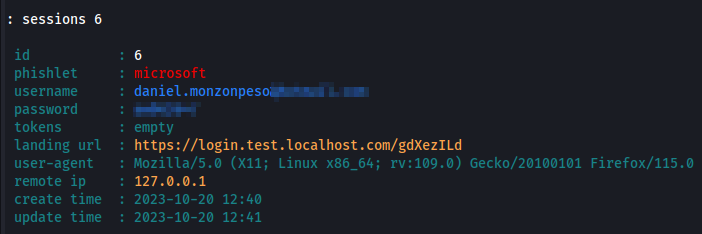 : sessions 6
id : 6
phishlet : microsoft
username : daniel.monzonpeso
password :
tokens : empty
landing url : https://login.test.localhost.com/gdXezILd
user-agent : Mozilla/5.0 (X11; Linux x86_64; rv:109.0) Gecko/20100101 Firefox/115.0
remote ip : 127.0.0.1
create time : 2023-10-20 12:40
update time : 2023-10-20 12:41